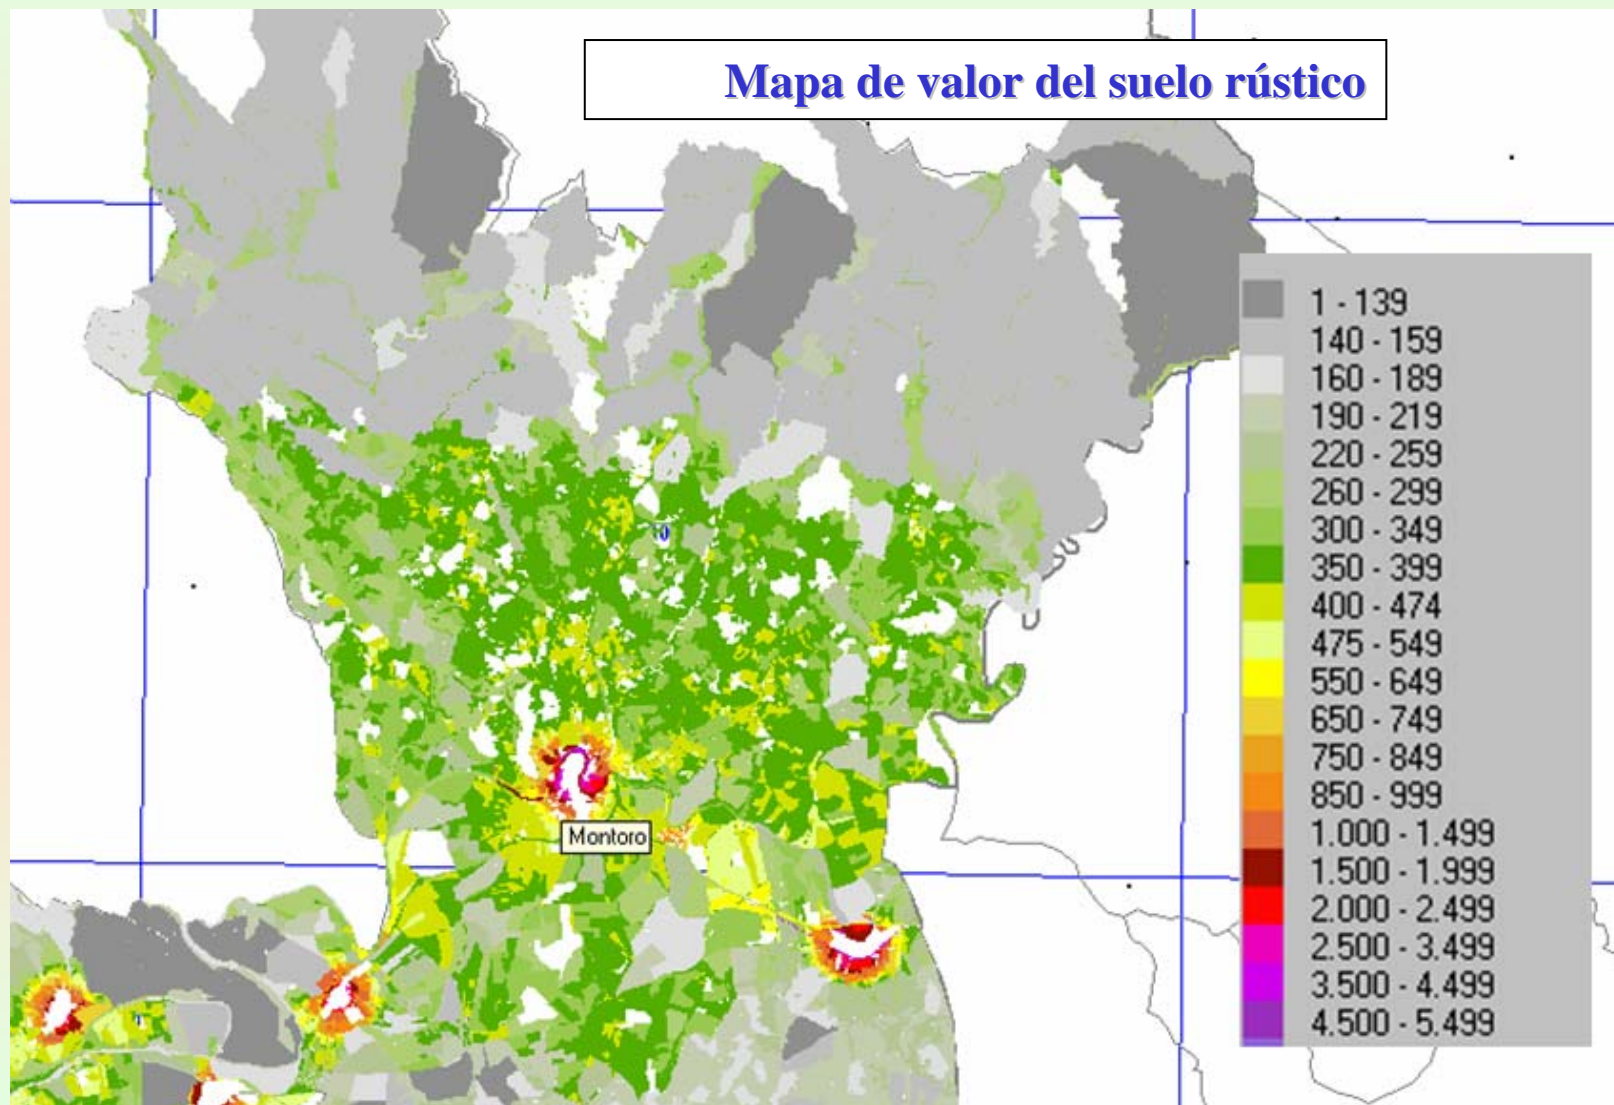 Mapa de valor del suelo rústico
1 - 139
140 - 159
160 - 189
190 - 219
220 - 259
260 - 299
300 - 349
350 - 399
400 - 474
475 - 549
550 - 649
650 - 749
750 - 849
850 - 999
1.000 - 1.499
1.500 - 1.999
2.000 - 2.499
2.500 - 3.499
3.500 - 4.499
4.500 - 5.499
Montoro